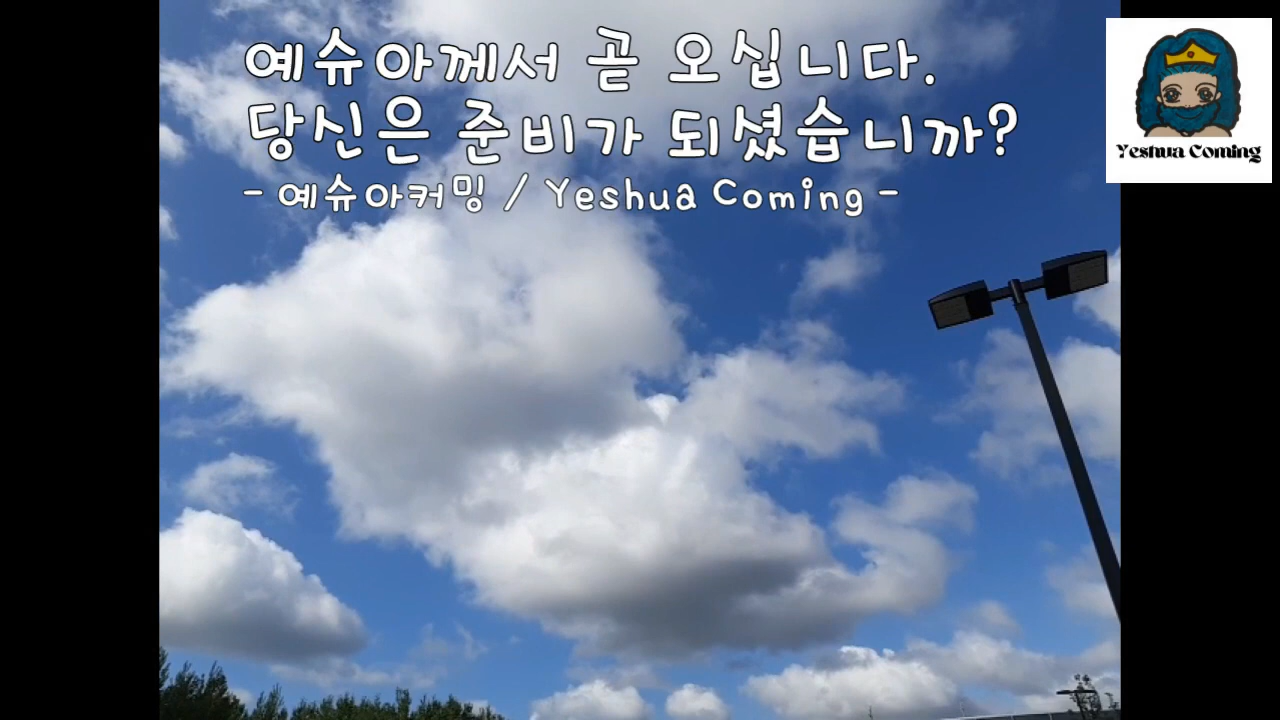 예슈아께서 곧 오십니다.
당신은 준비가 되셨습니까?
- 예슈아커밍 / Yeshua Coming -
Yeshua Coming